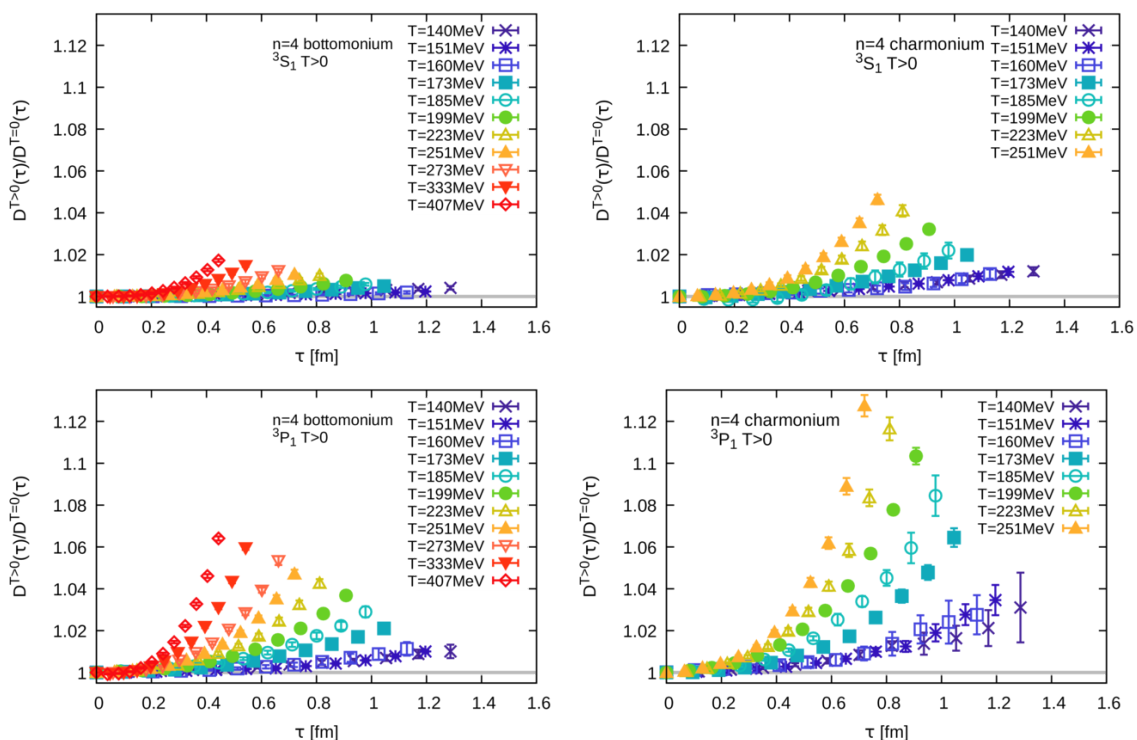 D^{T>0}(τ)/D^{T=0}(τ)
1.12
1.1
1.08
1.06
1.04
1.02
1
n=4 bottomonium
³S₁ T>0
T=140MeV
T=151MeV
T=160MeV
T=173MeV
T=185MeV
T=199MeV
T=223MeV
T=251MeV
T=273MeV
T=333MeV
T=407MeV
0 0.2 0.4 0.6 0.8 1 1.2 1.4 1.6
τ [fm]
D^{T>0}(τ)/D^{T=0}(τ)
1.12
1.1
1.08
1.06
1.04
1.02
1
n=4 charmonium
³S₁ T>0
T=140MeV
T=151MeV
T=160MeV
T=173MeV
T=185MeV
T=199MeV
T=223MeV
T=251MeV
0 0.2 0.4 0.6 0.8 1 1.2 1.4 1.6
τ [fm]
D^{T>0}(τ)/D^{T=0}(τ)
1.12
1.1
1.08
1.06
1.04
1.02
1
n=4 bottomonium
³P₁ T>0
T=140MeV
T=151MeV
T=160MeV
T=173MeV
T=185MeV
T=199MeV
T=223MeV
T=251MeV
T=273MeV
T=333MeV
T=407MeV
0 0.2 0.4 0.6 0.8 1 1.2 1.4 1.6
τ [fm]
D^{T>0}(τ)/D^{T=0}(τ)
1.12
1.1
1.08
1.06
1.04
1.02
1
n=4 charmonium
³P₁ T>0
T=140MeV
T=151MeV
T=160MeV
T=173MeV
T=185MeV
T=199MeV
T=223MeV
T=251MeV
0 0.2 0.4 0.6 0.8 1 1.2 1.4 1.6
τ [fm]